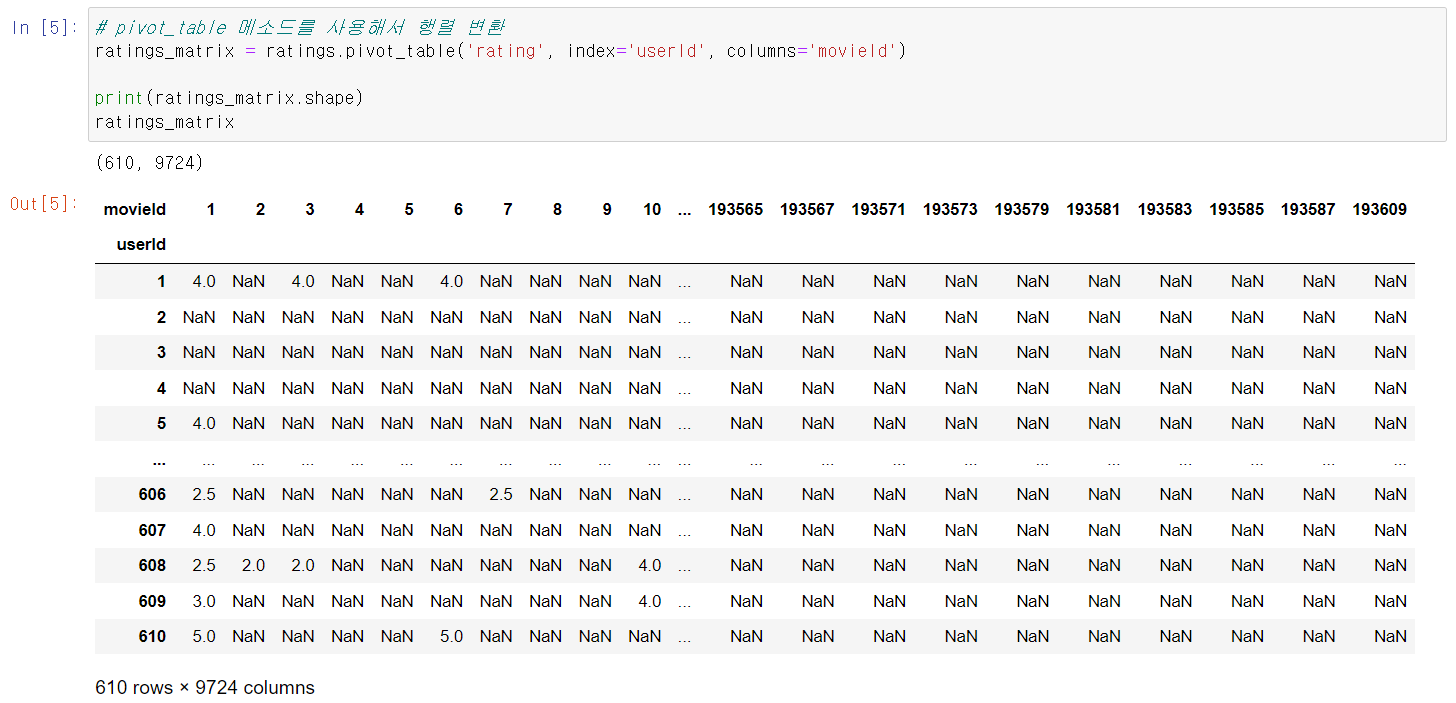 In [5]: # pivot_table 메소드를 사용해서 행렬 변환
ratings_matrix = ratings.pivot_table('rating', index='userId', columns='movieId')
print(ratings_matrix.shape)
ratings_matrix
(610, 9724)
Out[5]:
movieId 1 2 3 4 5 6 7 8 9 10 ... 193565 193567 193571 193573 193579 193581 193583 193585 193587 193609
userId
1 4.0 NaN 4.0 NaN NaN 4.0 NaN NaN NaN NaN ... NaN NaN NaN NaN NaN NaN NaN NaN NaN NaN
2 NaN NaN NaN NaN NaN NaN NaN NaN NaN NaN ... NaN NaN NaN NaN NaN NaN NaN NaN NaN NaN
3 NaN NaN NaN NaN NaN NaN NaN NaN NaN NaN ... NaN NaN NaN NaN NaN NaN NaN NaN NaN NaN
4 NaN NaN NaN NaN NaN NaN NaN NaN NaN NaN ... NaN NaN NaN NaN NaN NaN NaN NaN NaN NaN
5 4.0 NaN NaN NaN NaN NaN NaN NaN NaN NaN ... NaN NaN NaN NaN NaN NaN NaN NaN NaN NaN
... ... ... ... ... ... ... ... ... ... ... ... ... ... ... ... ... ... ... ... ... ...
606 2.5 NaN NaN NaN NaN NaN 2.5 NaN NaN NaN ... NaN NaN NaN NaN NaN NaN NaN NaN NaN NaN
607 4.0 NaN NaN NaN NaN NaN NaN NaN NaN NaN ... NaN NaN NaN NaN NaN NaN NaN NaN NaN NaN
608 2.5 2.0 2.0 NaN NaN NaN NaN NaN NaN 4.0 ... NaN NaN NaN NaN NaN NaN NaN NaN NaN NaN
609 3.0 NaN NaN NaN NaN NaN NaN NaN NaN 4.0 ... NaN NaN NaN NaN NaN NaN NaN NaN NaN NaN
610 5.0 NaN NaN NaN NaN 5.0 NaN NaN NaN NaN ... NaN NaN NaN NaN NaN NaN NaN NaN NaN NaN
610 rows × 9724 columns